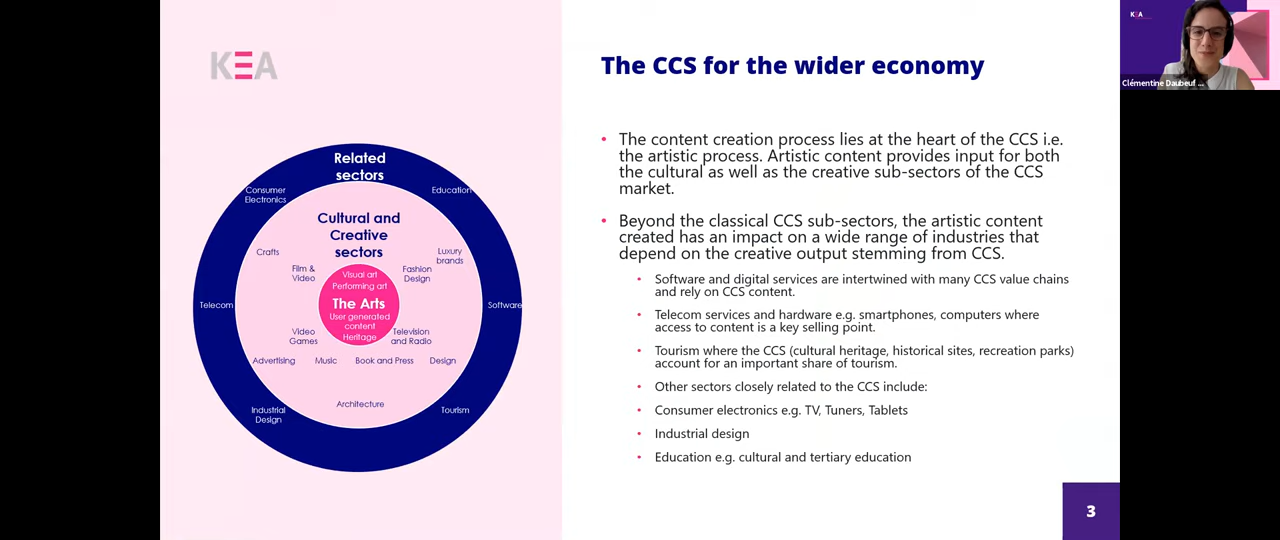 KEA
The CCS for the wider economy
Related
sectors
Consumer
Electronics
Education
Cultural and
Creative
sectors
Crafts
Luxury
brands
Film &
Video
Fashion
Design
Visual art
Performing art
The Arts
User generated
content
Heritage
Telecom
Software
Video
Games
Television
and Radio
Advertising
Music
Book and Press
Design
Architecture
Industrial
Design
Tourism
• The content creation process lies at the heart of the CCS i.e.
the artistic process. Artistic content provides input for both
the cultural as well as the creative sub-sectors of the CCS
market.
• Beyond the classical CCS sub-sectors, the artistic content
created has an impact on a wide range of industries that
depend on the creative output stemming from CCS.
• Software and digital services are intertwined with many CCS value chains
and rely on CCS content.
• Telecom services and hardware e.g. smartphones, computers where
access to content is a key selling point.
• Tourism where the CCS (cultural heritage, historical sites, recreation parks)
account for an important share of tourism.
• Other sectors closely related to the CCS include:
• Consumer electronics e.g. TV, Tuners, Tablets
• Industrial design
• Education e.g. cultural and tertiary education
3
KEA
Clémentine Daubeuf ...